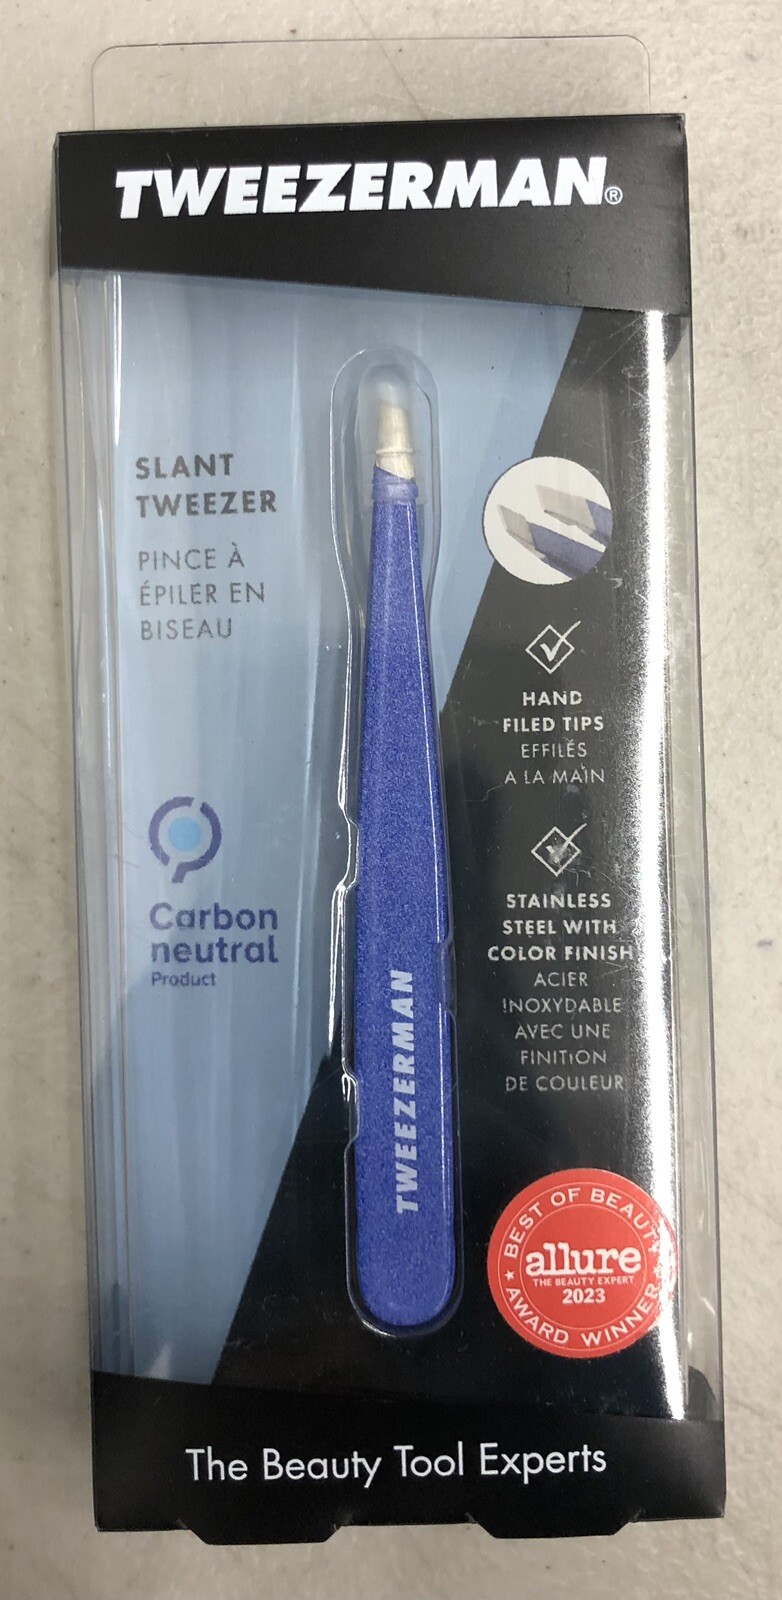 TWEEZERMAN®
SLANT
TWEEZER
PINCE À
ÉPILER EN
BISEAU
Carbon
neutral
Product
TWEEZERMAN
HAND
FILED TIPS
EFFILÉS
A LA MAIN
STAINLESS
STEEL WITH
COLOR FINISH
ACIER
INOXYDABLE
AVEC UNE
FINITION
DE COULEUR
BEST OF BEAUTY
allure
THE BEAUTY EXPERT
2023
AWARD WINNER
The Beauty Tool Experts